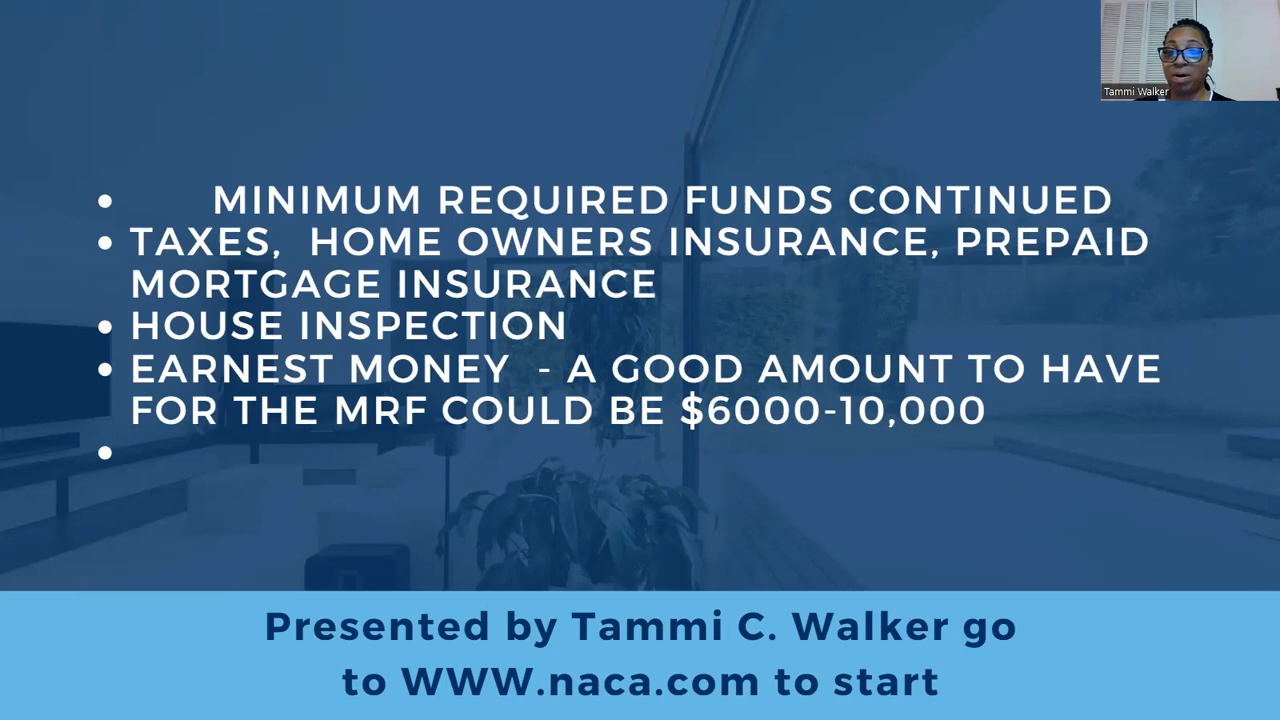 Tammi Walker
• MINIMUM REQUIRED FUNDS CONTINUED
• TAXES,  HOME OWNERS INSURANCE, PREPAID
MORTGAGE INSURANCE
• HOUSE INSPECTION
• EARNEST MONEY  - A GOOD AMOUNT TO HAVE
FOR THE MRF COULD BE $6000-10,000
•
Presented by Tammi C. Walker go
to WWW.naca.com to start